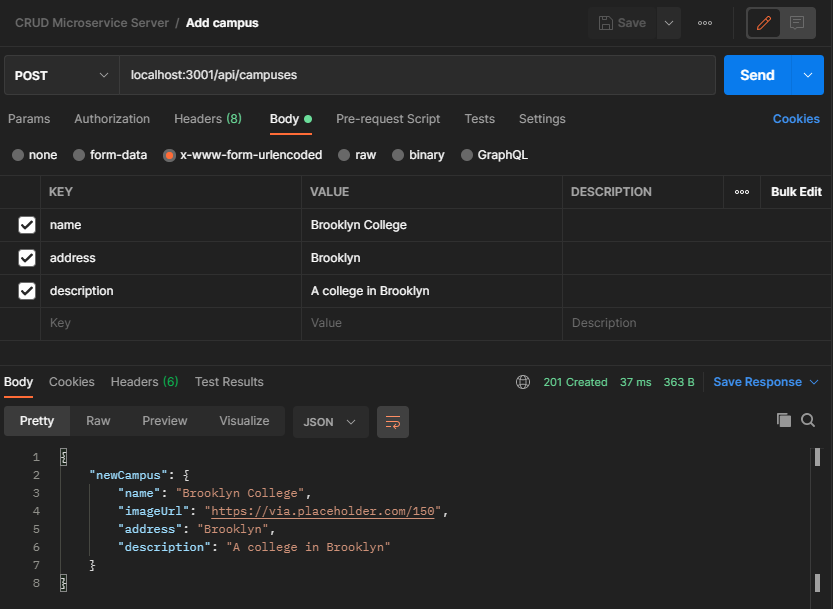 CRUD Microservice Server / Add campus Save
POST localhost:3001/api/campuses Send
Params Authorization Headers (8) Body Pre-request Script Tests Settings Cookies
none form-data x-www-form-urlencoded raw binary GraphQL
KEY VALUE DESCRIPTION Bulk Edit
name Brooklyn College
address Brooklyn
description A college in Brooklyn
Key Value Description
Body Cookies Headers (6) Test Results 201 Created 37 ms 363 B Save Response
Pretty Raw Preview Visualize JSON
1 {
2 "newCampus": {
3 "name": "Brooklyn College",
4 "imageUrl": "https://via.placeholder.com/150",
5 "address": "Brooklyn",
6 "description": "A college in Brooklyn"
7 }
8 }